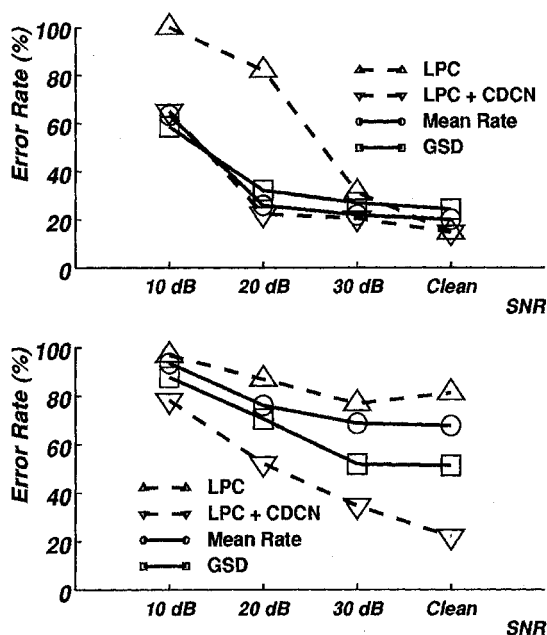 100
80
60
40
20
0
Error Rate (%)
LPC
LPC + CDCN
Mean Rate
GSD
10 dB 20 dB 30 dB Clean
SNR
100
80
60
40
20
0
Error Rate (%)
LPC
LPC + CDCN
Mean Rate
GSD
10 dB 20 dB 30 dB Clean
SNR